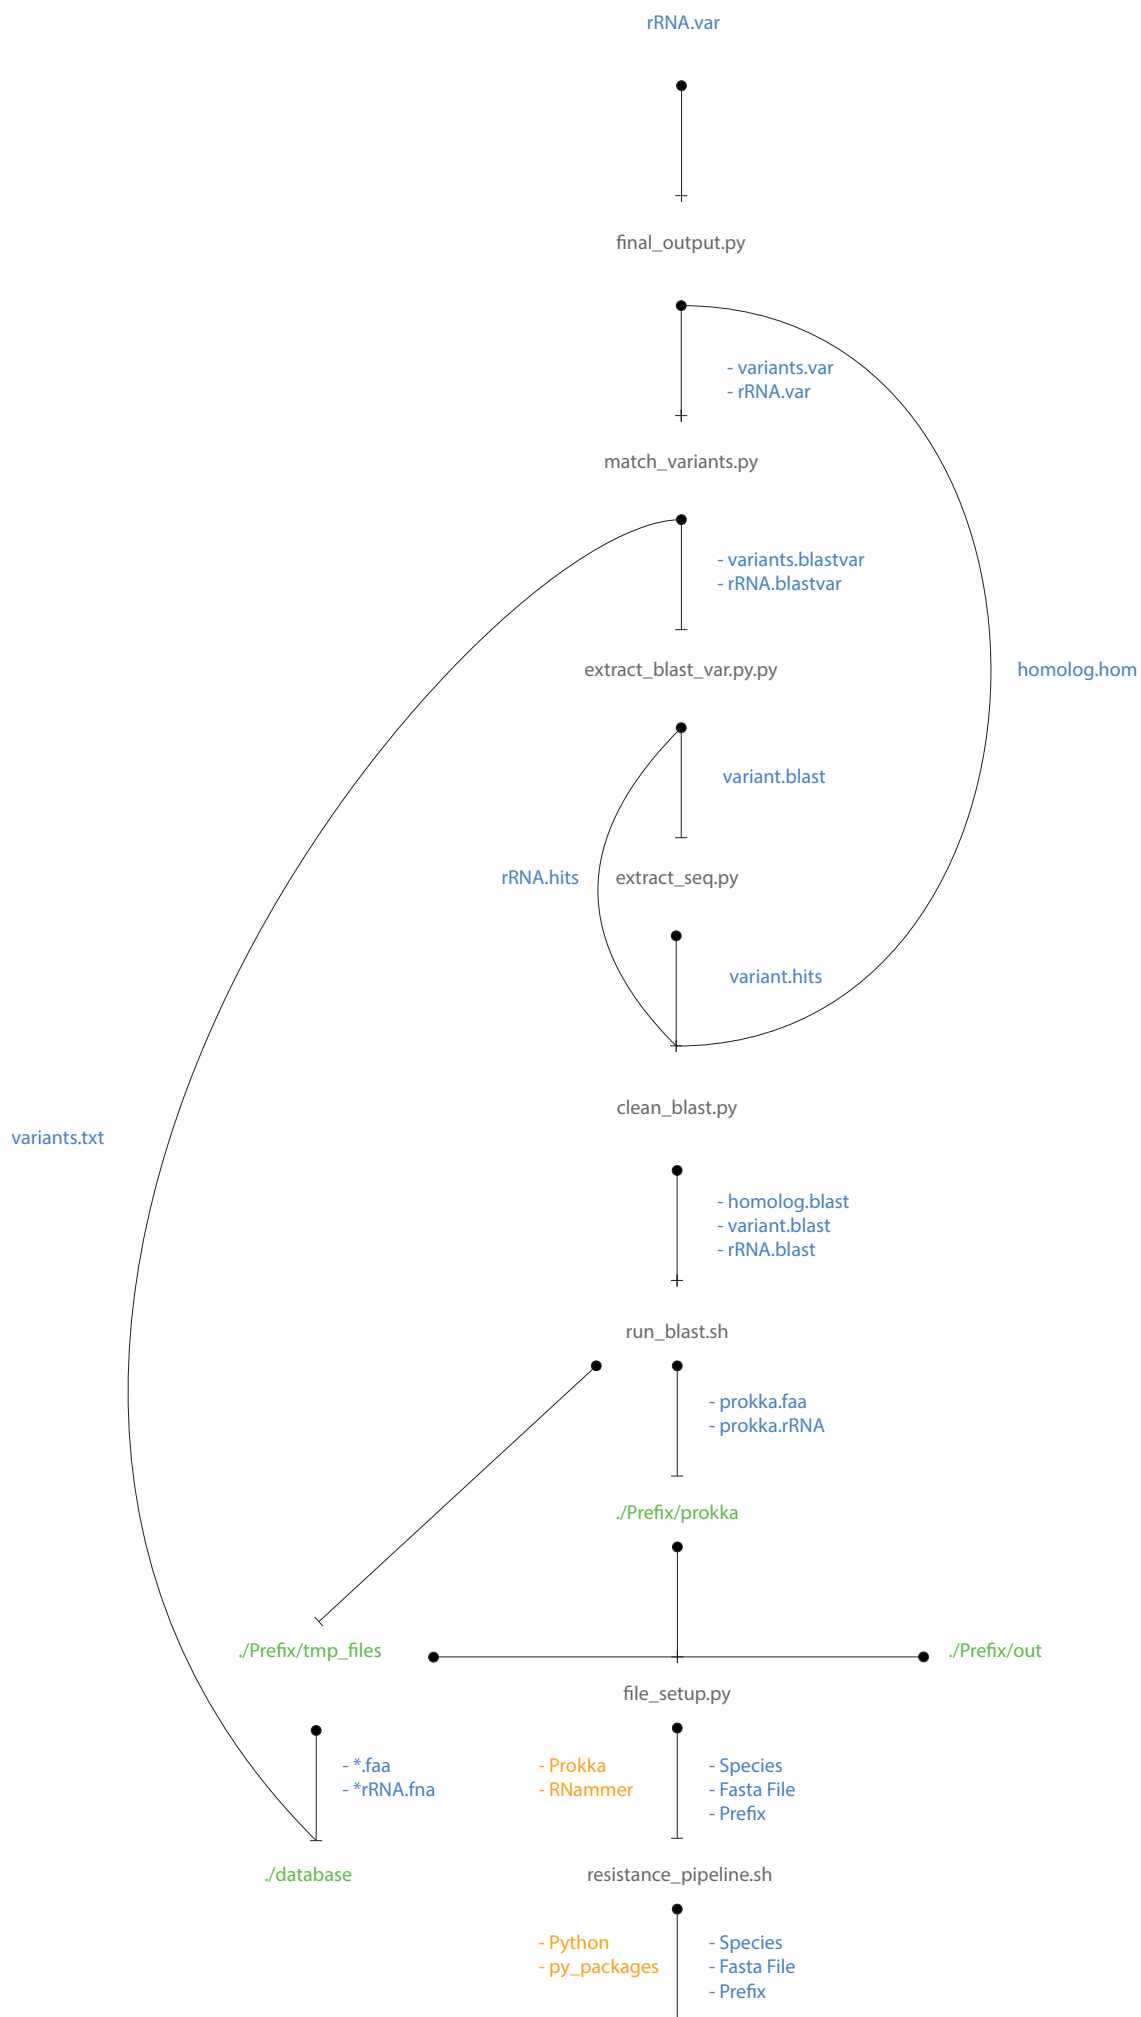 rRNA.var
final_output.py
- variants.var
- rRNA.var
match_variants.py
- variants.blastvar
- rRNA.blastvar
extract_blast_var.py.py
homolog.hom
variant.blast
rRNA.hits
extract_seq.py
variant.hits
clean_blast.py
variants.txt
- homolog.blast
- variant.blast
- rRNA.blast
run_blast.sh
- prokka.faa
- prokka.rRNA
./Prefix/prokka
./Prefix/tmp_files
./Prefix/out
file_setup.py
- *.faa
- *rRNA.fna
- Prokka
- RNammer
- Species
- Fasta File
- Prefix
./database
resistance_pipeline.sh
- Python
- py_packages
- Species
- Fasta File
- Prefix